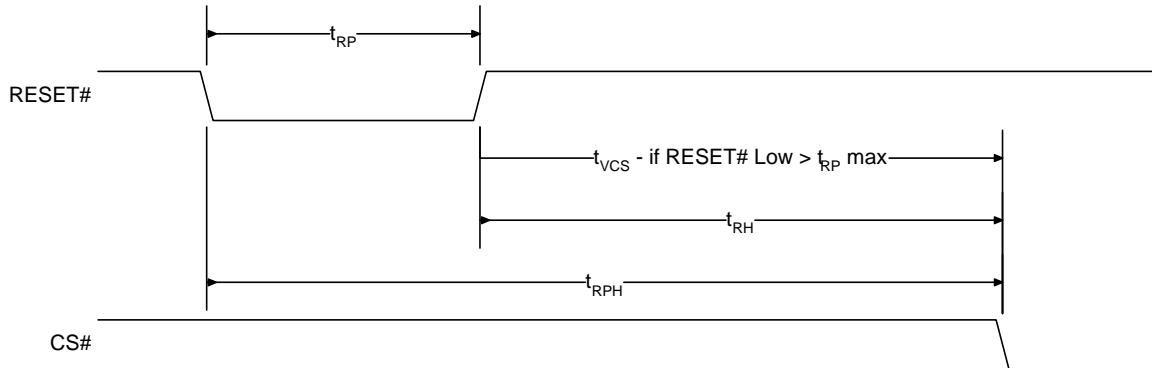 tRP
RESET#
tVCS - if RESET# Low > tRP max
tRH
tRPH
CS#